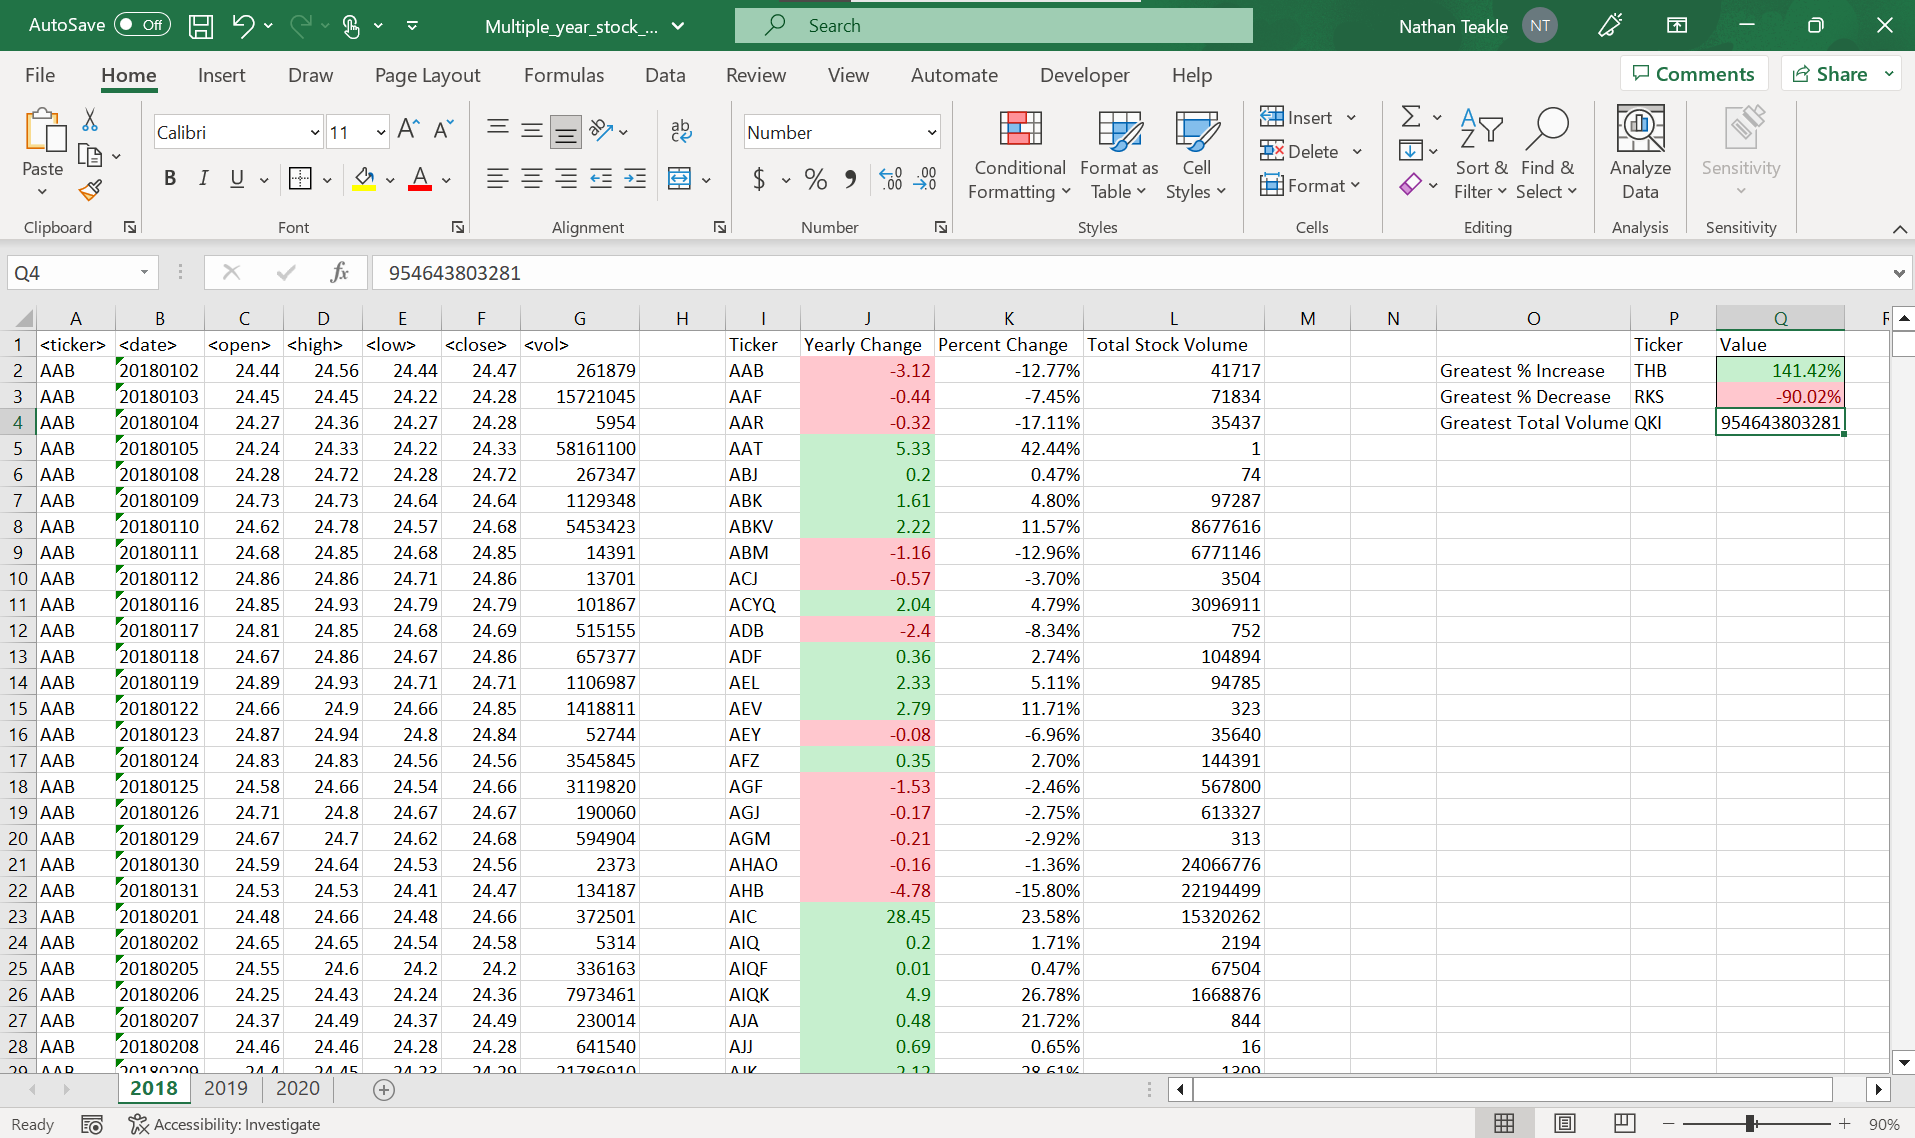 AutoSave Off Multiple_year_stock_... Search Nathan Teakle NT
File Home Insert Draw Page Layout Formulas Data Review View Automate Developer Help Comments Share
Paste Calibri 11 A A ab Number Conditional Formatting Format as Table Cell Styles Insert Delete Format Sort & Filter Find & Select Analyze Data Sensitivity
B I U A ab c $ % .00 .00
Clipboard Font Alignment Number Styles Cells Editing Analysis Sensitivity
Q4 fx 954643803281
A B C D E F G H I J K L M N O P Q
1 <ticker> <date> <open> <high> <low> <close> <vol> Ticker Yearly Change Percent Change Total Stock Volume Ticker Value
2 AAB 20180102 24.44 24.56 24.44 24.47 261879 AAB -3.12 -12.77% 41717 Greatest % Increase THB 141.42%
3 AAB 20180103 24.45 24.45 24.22 24.28 15721045 AAF -0.44 -7.45% 71834 Greatest % Decrease RKS -90.02%
4 AAB 20180104 24.27 24.36 24.27 24.28 5954 AAR -0.32 -17.11% 35437 Greatest Total Volume QKI 954643803281
5 AAB 20180105 24.24 24.33 24.22 24.33 58161100 AAT 5.33 42.44% 1
6 AAB 20180108 24.28 24.72 24.28 24.72 267347 ABJ 0.2 0.47% 74
7 AAB 20180109 24.73 24.73 24.64 24.64 1129348 ABK 1.61 4.80% 97287
8 AAB 20180110 24.62 24.78 24.57 24.68 5453423 ABKV 2.22 11.57% 8677616
9 AAB 20180111 24.68 24.85 24.68 24.85 14391 ABM -1.16 -12.96% 6771146
10 AAB 20180112 24.86 24.86 24.71 24.86 13701 ACJ -0.57 -3.70% 3504
11 AAB 20180116 24.85 24.93 24.79 24.79 101867 ACYQ 2.04 4.79% 3096911
12 AAB 20180117 24.81 24.85 24.68 24.69 515155 ADB -2.4 -8.34% 752
13 AAB 20180118 24.67 24.86 24.67 24.86 657377 ADF 0.36 2.74% 104894
14 AAB 20180119 24.89 24.93 24.71 24.71 1106987 AEL 2.33 5.11% 94785
15 AAB 20180122 24.66 24.9 24.66 24.85 1418811 AEV 2.79 11.71% 323
16 AAB 20180123 24.87 24.94 24.8 24.84 52744 AEY -0.08 -6.96% 35640
17 AAB 20180124 24.83 24.83 24.56 24.56 3545845 AFZ 0.35 2.70% 144391
18 AAB 20180125 24.58 24.66 24.54 24.66 3119820 AGF -1.53 -2.46% 567800
19 AAB 20180126 24.71 24.8 24.67 24.67 190060 AGJ -0.17 -2.75% 613327
20 AAB 20180129 24.67 24.7 24.62 24.68 594904 AGM -0.21 -2.92% 313
21 AAB 20180130 24.59 24.64 24.53 24.56 2373 AHAO -0.16 -1.36% 24066776
22 AAB 20180131 24.53 24.53 24.41 24.47 134187 AHB -4.78 -15.80% 22194499
23 AAB 20180201 24.48 24.66 24.48 24.66 372501 AIC 28.45 23.58% 15320262
24 AAB 20180202 24.65 24.65 24.54 24.58 5314 AIQ 0.2 1.71% 2194
25 AAB 20180205 24.55 24.6 24.2 24.2 336163 AIQF 0.01 0.47% 67504
26 AAB 20180206 24.25 24.43 24.24 24.36 7973461 AIQK 4.9 26.78% 1668876
27 AAB 20180207 24.37 24.49 24.37 24.49 230014 AJA 0.48 21.72% 844
28 AAB 20180208 24.46 24.46 24.28 24.28 641540 AJJ 0.69 0.65% 16
29 AAB 20180209 24.4 24.45 24.23 24.29 21786910 AJK 2.12 28.61% 1309
2018 2019 2020
Ready Accessibility: Investigate 90%